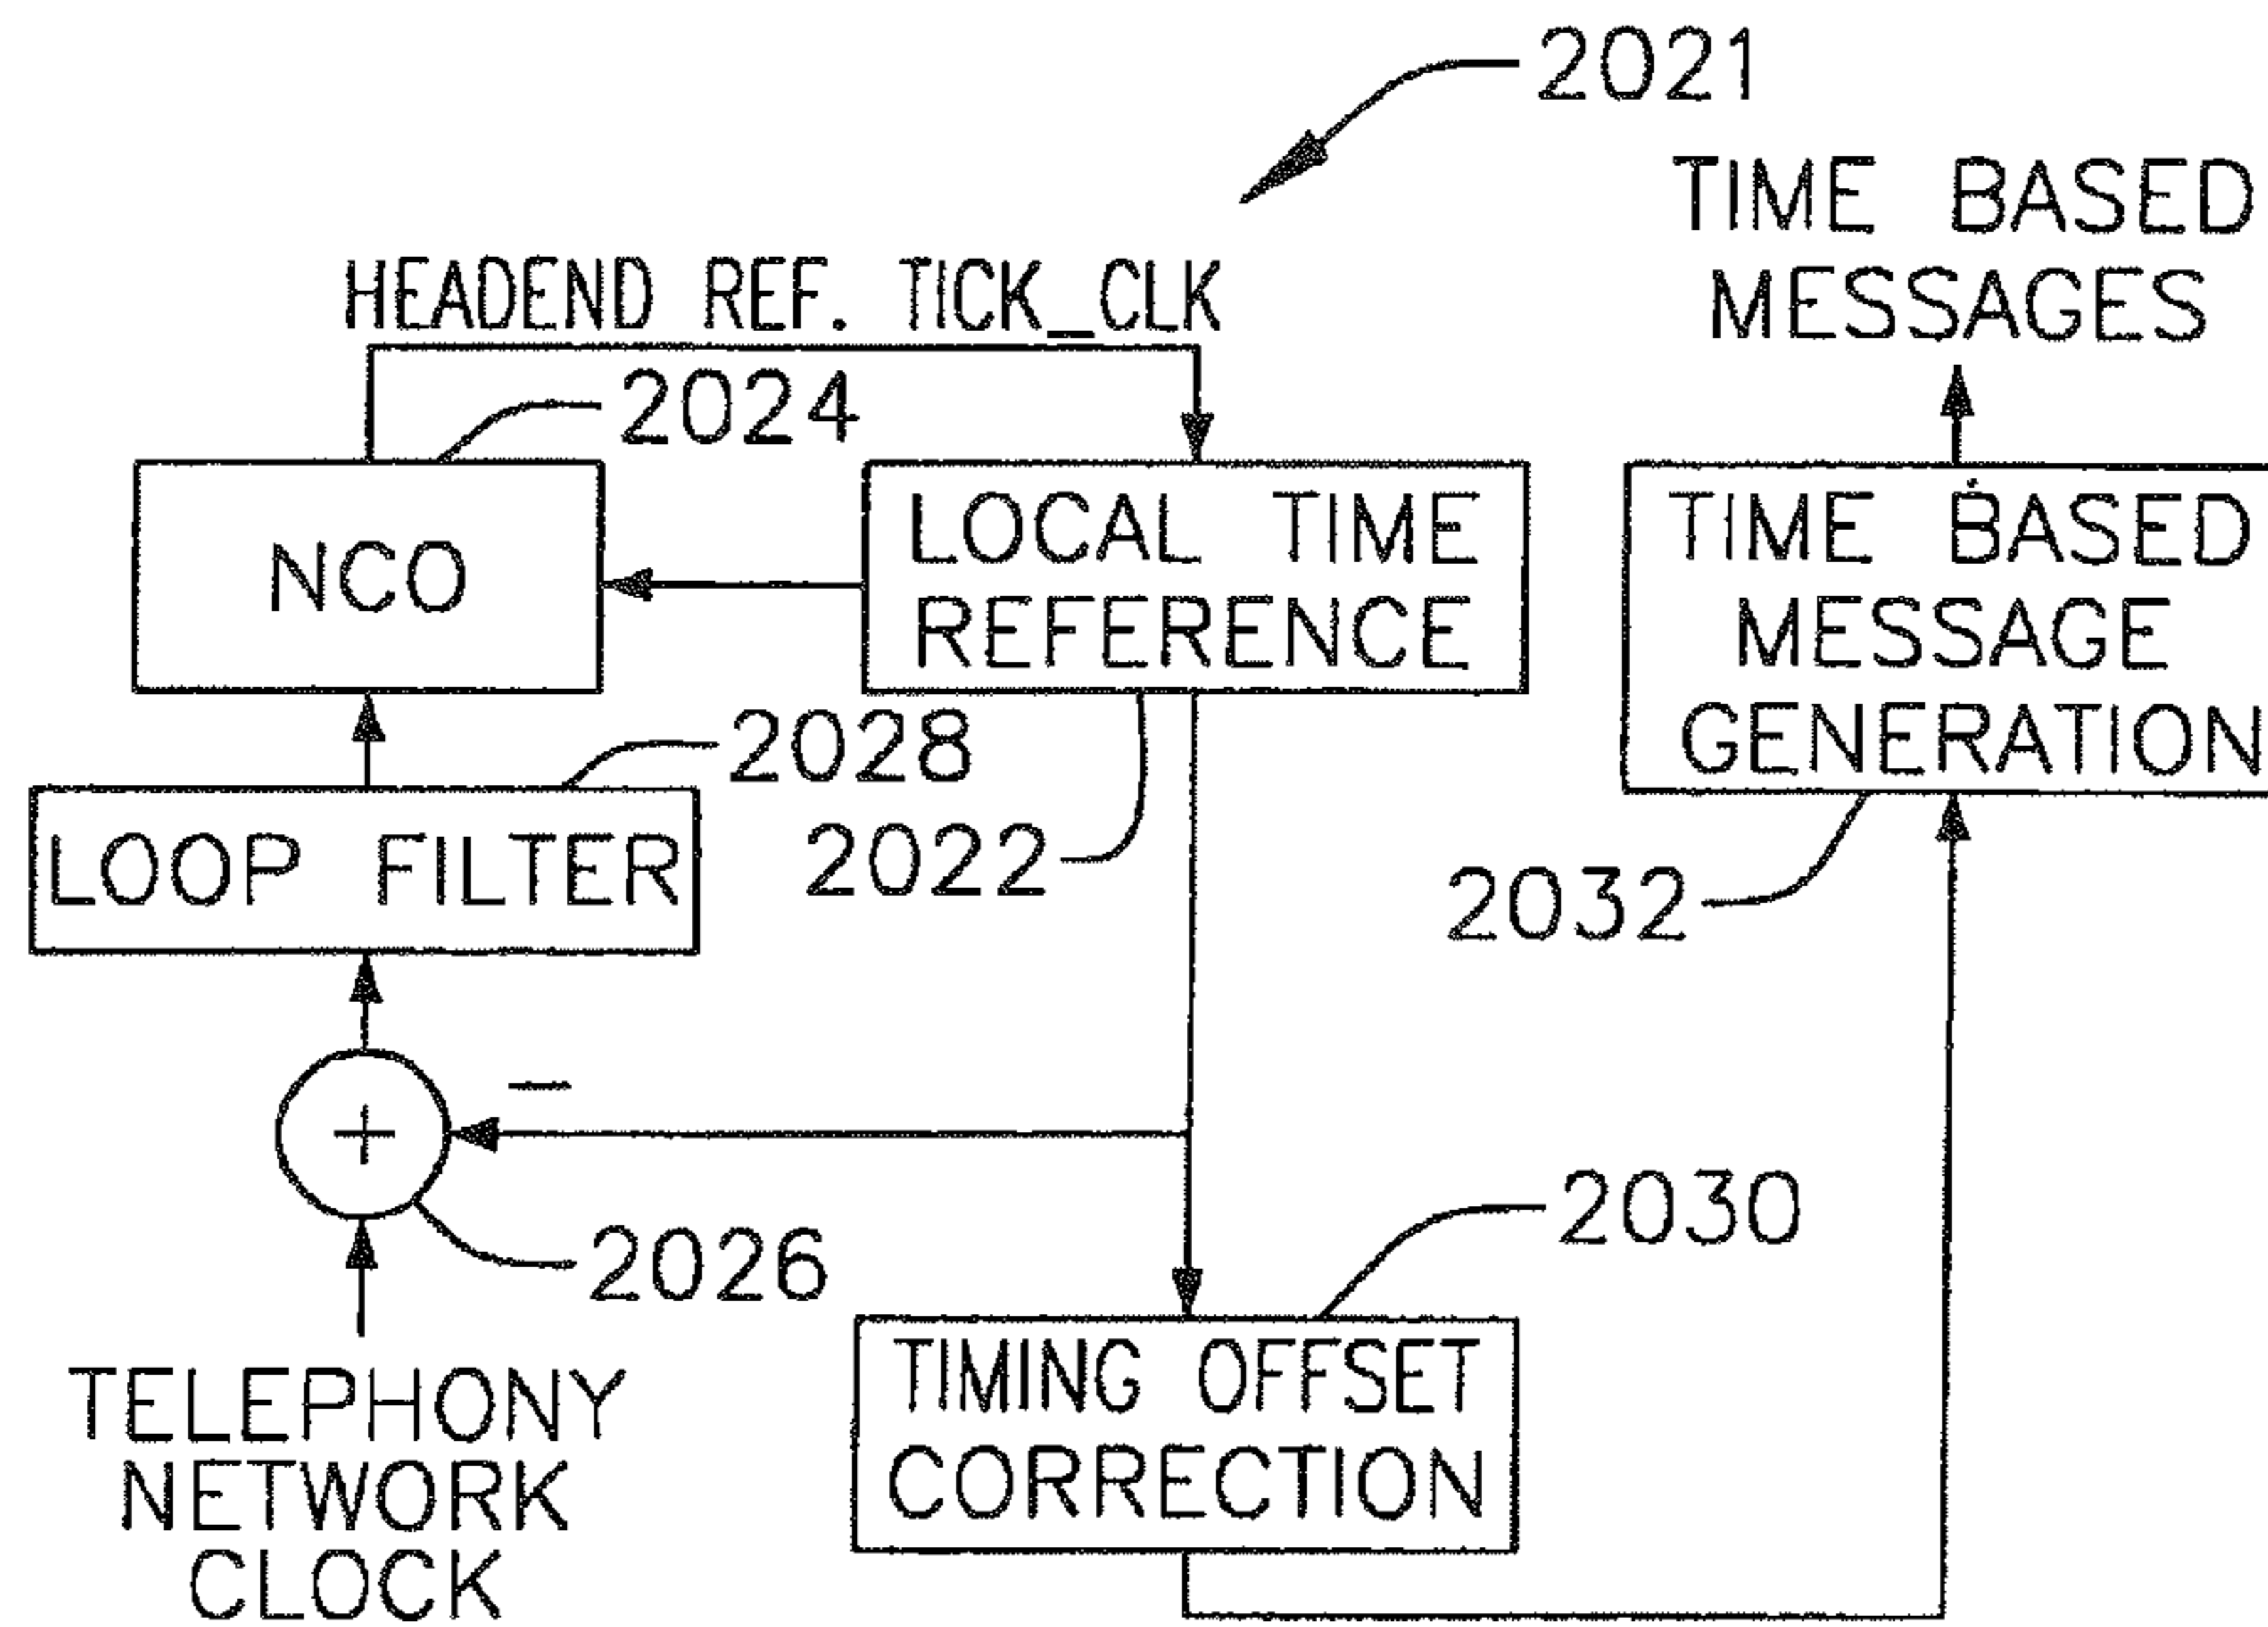 2021
TIME BASED
MESSAGES
HEADEND REF. TICK_CLK
2024
NCO
LOCAL TIME
REFERENCE
TIME BASED
MESSAGE
GENERATION
2028
LOOP FILTER
2022
2032
–
+
2026
2030
TELEPHONY
NETWORK
CLOCK
TIMING OFFSET
CORRECTION